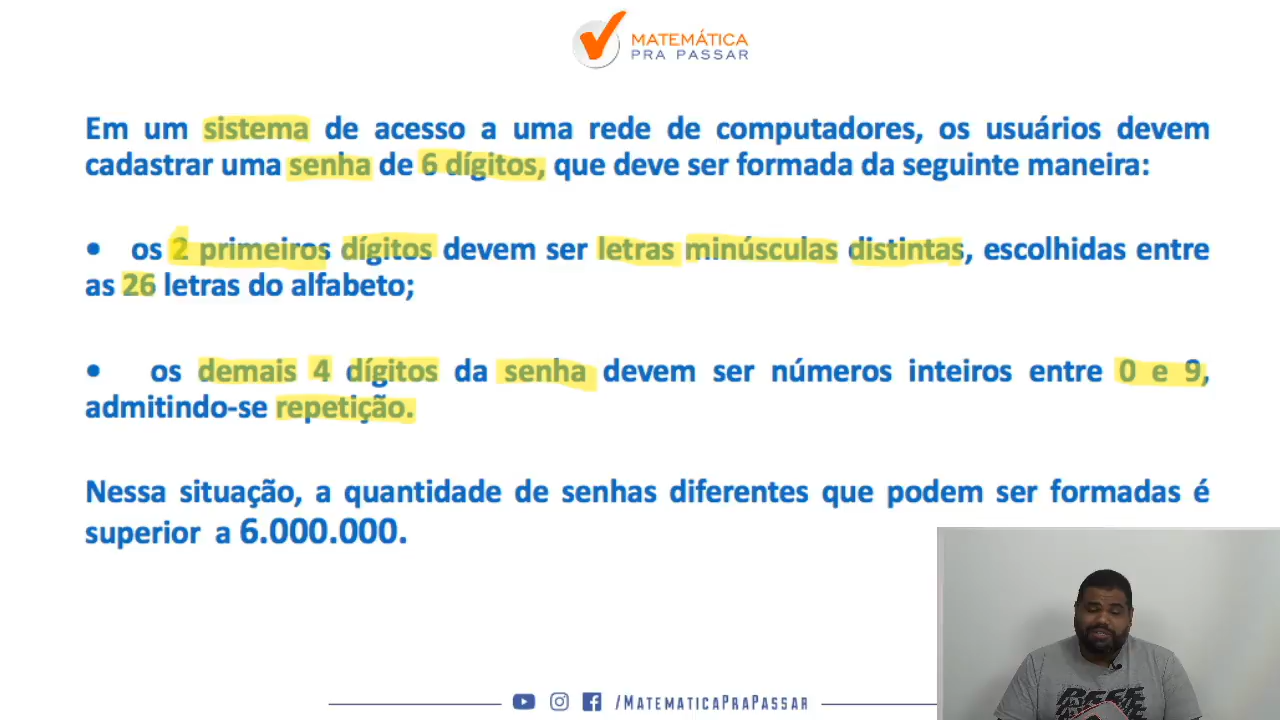 MATEMÁTICA
PRA PASSAR
Em um sistema de acesso a uma rede de computadores, os usuários devem
cadastrar uma senha de 6 dígitos, que deve ser formada da seguinte maneira:
• os 2 primeiros dígitos devem ser letras minúsculas distintas, escolhidas entre
as 26 letras do alfabeto;
• os demais 4 dígitos da senha devem ser números inteiros entre 0 e 9,
admitindo-se repetição.
Nessa situação, a quantidade de senhas diferentes que podem ser formadas é
superior a 6.000.000.
/MATEMATICAPRAPASSAR